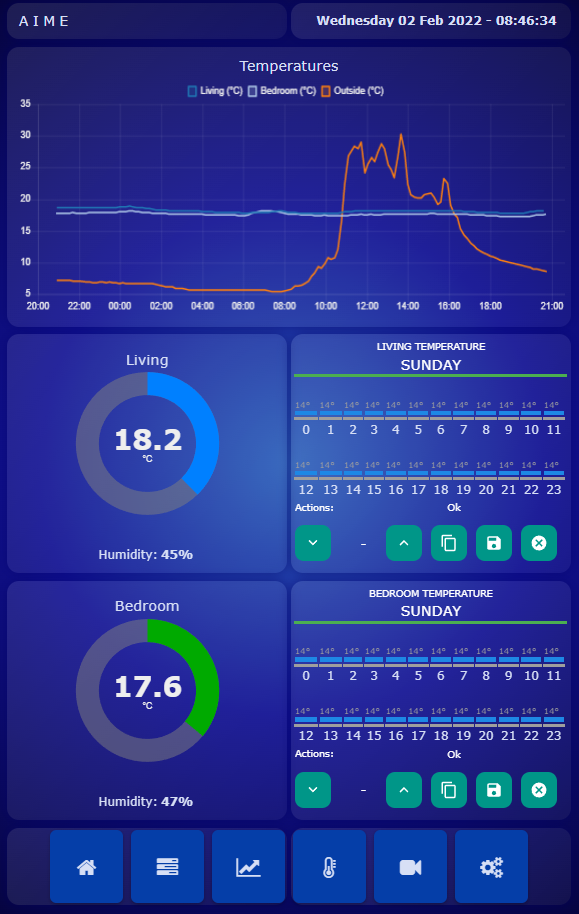 A I M E
Wednesday 02 Feb 2022 - 08:46:34
Temperatures
Living (°C) Bedroom (°C) Outside (°C)
35
30
25
20
15
10
5
20:00 22:00 00:00 02:00 04:00 06:00 08:00 10:00 12:00 14:00 16:00 18:00 21:00
Living
18.2
°C
Humidity: 45%
LIVING TEMPERATURE
SUNDAY
14° 14° 14° 14° 14° 14° 14° 14° 14° 14° 14° 14°
0 1 2 3 4 5 6 7 8 9 10 11
14° 14° 14° 14° 14° 14° 14° 14° 14° 14° 14° 14°
12 13 14 15 16 17 18 19 20 21 22 23
Actions: Ok
-
Bedroom
17.6
°C
Humidity: 47%
BEDROOM TEMPERATURE
SUNDAY
14° 14° 14° 14° 14° 14° 14° 14° 14° 14° 14° 14°
0 1 2 3 4 5 6 7 8 9 10 11
14° 14° 14° 14° 14° 14° 14° 14° 14° 14° 14° 14°
12 13 14 15 16 17 18 19 20 21 22 23
Actions: Ok
-